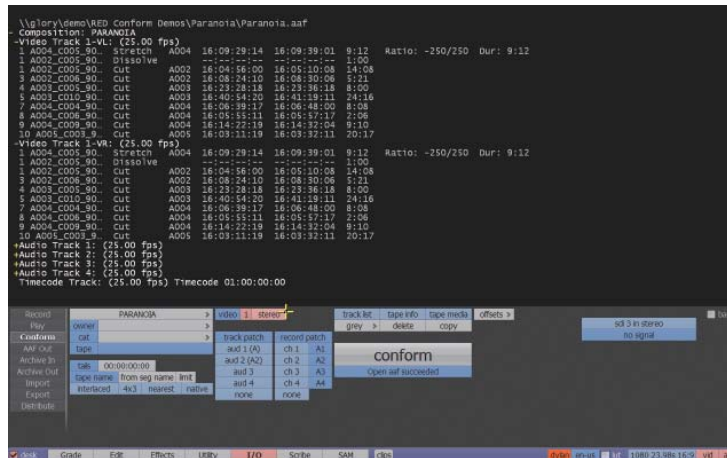 \\glory\demo\RED Conform Demos\Paranoia\Paranoia.aaf
- Composition: PARANOIA
-Video Track 1-VL: (25.00 fps)
1 A004_C005_90.. Stretch A004 16:09:29:14 16:09:39:01 9:12 Ratio: -250/250 Dur: 9:12
1 A002_C005_90.. Dissolve --:--:--:-- --:--:--:-- 1:00
1 A002_C005_90.. Cut A002 16:04:56:00 16:05:10:08 14:08
3 A002_C006_90.. Cut A002 16:08:24:10 16:08:30:06 5:21
4 A003_C005_90.. Cut A003 16:23:28:18 16:23:36:18 8:00
5 A003_C010_90.. Cut A003 16:40:54:20 16:41:19:11 24:16
7 A004_C004_90.. Cut A004 16:06:39:17 16:06:48:00 8:08
8 A004_C006_90.. Cut A004 16:05:55:11 16:05:57:17 2:06
9 A004_C009_90.. Cut A004 16:14:22:19 16:14:32:04 9:10
10 A005_C003_9.. Cut A005 16:03:11:19 16:03:32:11 20:17
-Video Track 1-VR: (25.00 fps)
1 A004_C005_90.. Stretch A004 16:09:29:14 16:09:39:01 9:12 Ratio: -250/250 Dur: 9:12
1 A002_C005_90.. Dissolve --:--:--:-- --:--:--:-- 1:00
1 A002_C005_90.. Cut A002 16:04:56:00 16:05:10:08 14:08
3 A002_C006_90.. Cut A002 16:08:24:10 16:08:30:06 5:21
4 A003_C005_90.. Cut A003 16:23:28:18 16:23:36:18 8:00
5 A003_C010_90.. Cut A003 16:40:54:20 16:41:19:11 24:16
7 A004_C004_90.. Cut A004 16:06:39:17 16:06:48:00 8:08
8 A004_C006_90.. Cut A004 16:05:55:11 16:05:57:17 2:06
9 A004_C009_90.. Cut A004 16:14:22:19 16:14:32:04 9:10
10 A005_C003_9.. Cut A005 16:03:11:19 16:03:32:11 20:17
+Audio Track 1: (25.00 fps)
+Audio Track 2: (25.00 fps)
+Audio Track 3: (25.00 fps)
+Audio Track 4: (25.00 fps)
Timecode Track: (25.00 fps) Timecode 01:00:00:00
Record PARANOIA > video 1 stereo track list tape info tape media offsets >
Play owner > grey > delete copy sdi 3 in stereo
Conform cat > track patch record patch no signal
AAF Out tape aud 1 (A) ch 1 A1 conform
Archive In tails 00:00:00:00 aud 2 (A2) ch 2 A2
Archive Out tape name from seg name limit aud 3 ch 3 A3 Open aaf succeeded
Import interlaced 4x3 nearest native aud 4 ch 4 A4
Export none none
Distribute
desk Grade Edit Effects Utility I/O Scribe SAM clips dylan en-us 1080 23.98s 16:9 vid